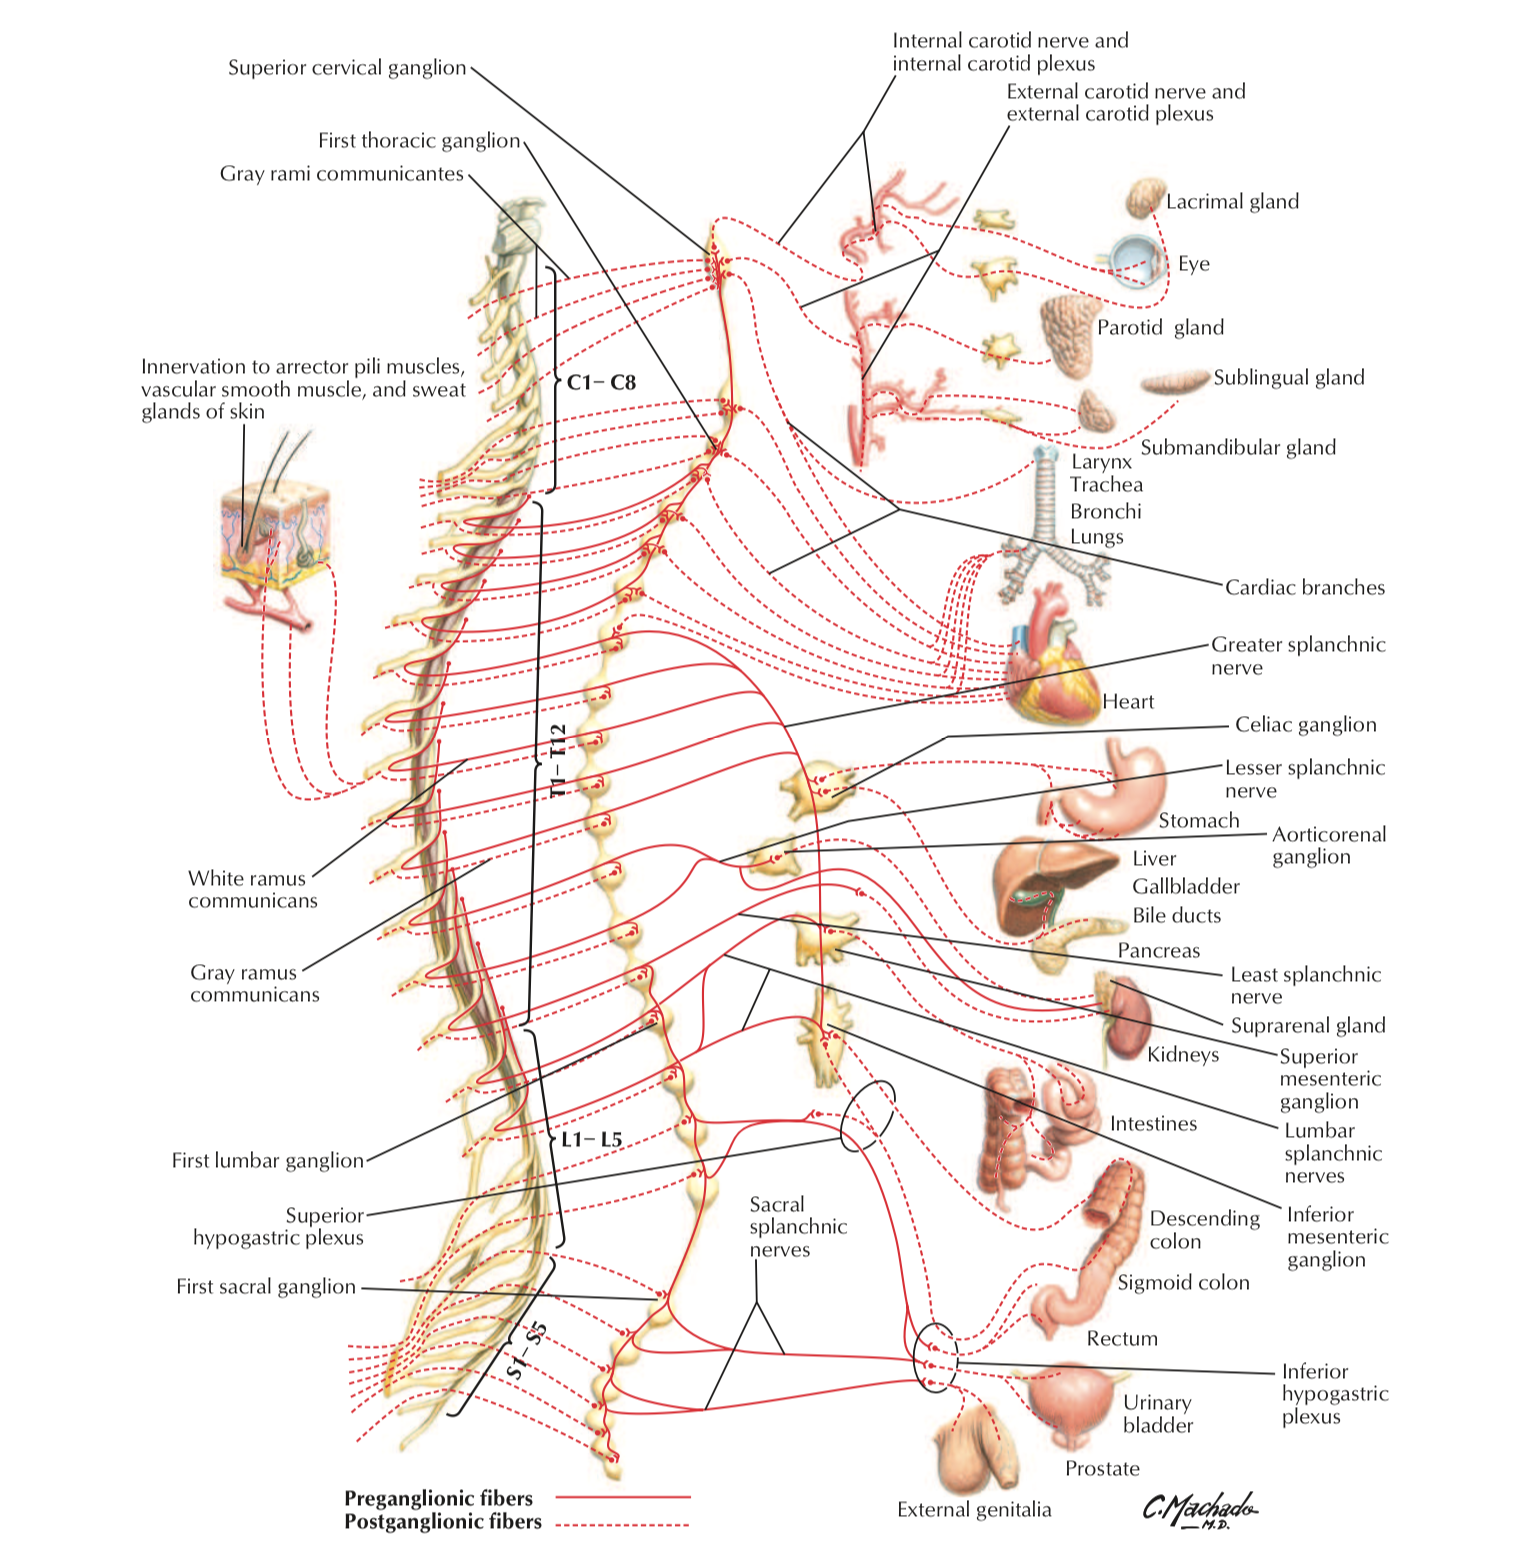 Internal carotid nerve and
internal carotid plexus
Superior cervical ganglion
External carotid nerve and
external carotid plexus
First thoracic ganglion
Gray rami communicantes
Lacrimal gland
Eye
Parotid gland
Innervation to arrector pili muscles,
vascular smooth muscle, and sweat
glands of skin
C1– C8
Sublingual gland
Submandibular gland
Larynx
Trachea
Bronchi
Lungs
Cardiac branches
Greater splanchnic
nerve
Heart
Celiac ganglion
T1– T12
Lesser splanchnic
nerve
Stomach
Aorticorenal
ganglion
Liver
Gallbladder
Bile ducts
White ramus
communicans
Pancreas
Gray ramus
communicans
Least splanchnic
nerve
Suprarenal gland
Kidneys
Superior
mesenteric
ganglion
Intestines
Lumbar
splanchnic
nerves
L1– L5
First lumbar ganglion
Superior
hypogastric plexus
Sacral
splanchnic
nerves
Descending
colon
Inferior
mesenteric
ganglion
First sacral ganglion
Sigmoid colon
S1– S5
Rectum
Inferior
hypogastric
plexus
Urinary
bladder
Prostate
External genitalia
Preganglionic fibers
Postganglionic fibers
C.Machado
M.D.